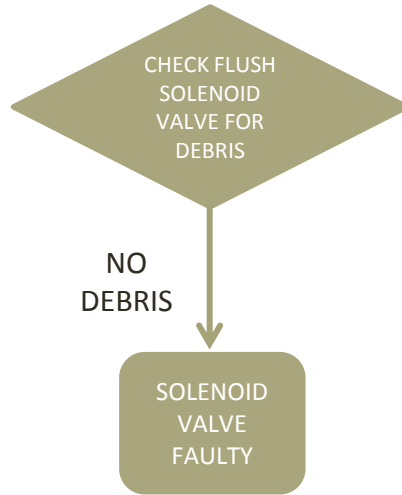 CHECK FLUSH
SOLENOID
VALVE FOR
DEBRIS
NO
DEBRIS
SOLENOID
VALVE
FAULTY